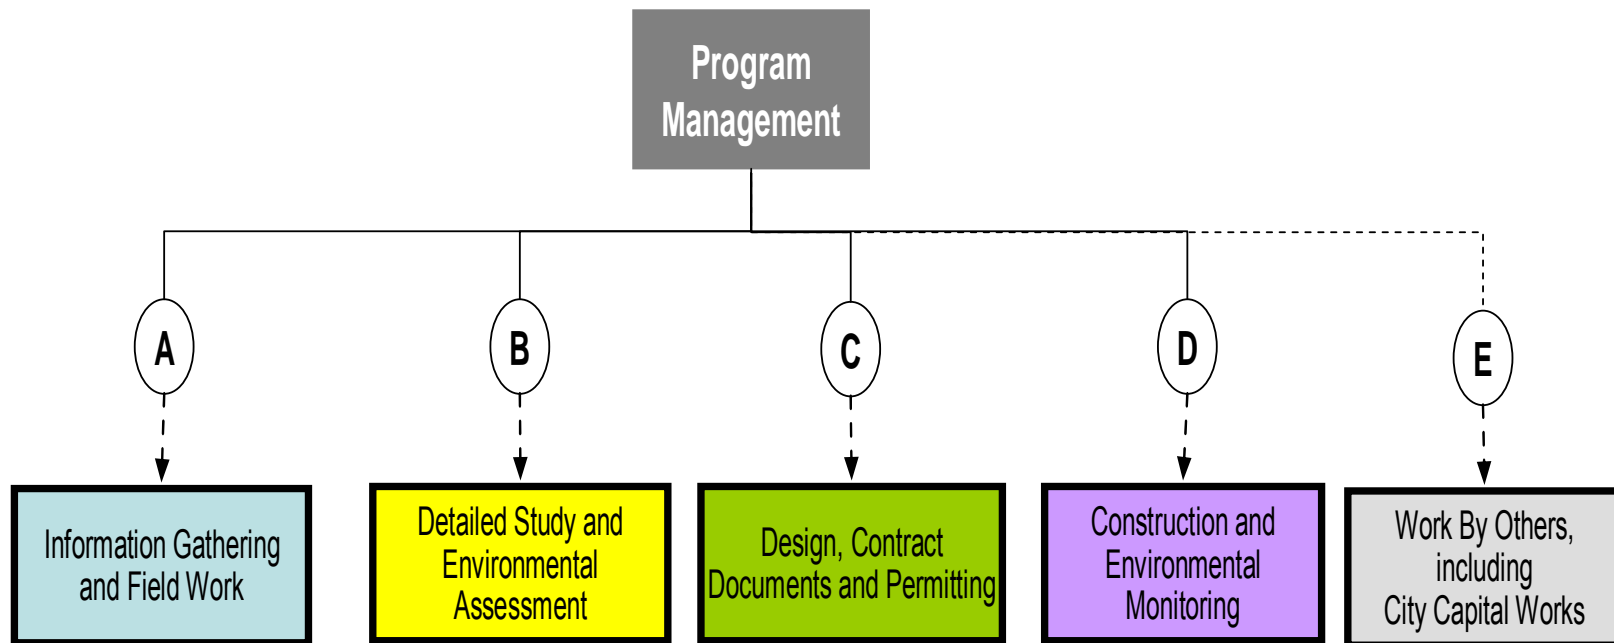 Program
Management
A
B
C
D
E
Information Gathering
and Field Work
Detailed Study and
Environmental
Assessment
Design, Contract
Documents and Permitting
Construction and
Environmental
Monitoring
Work By Others,
including
City Capital Works